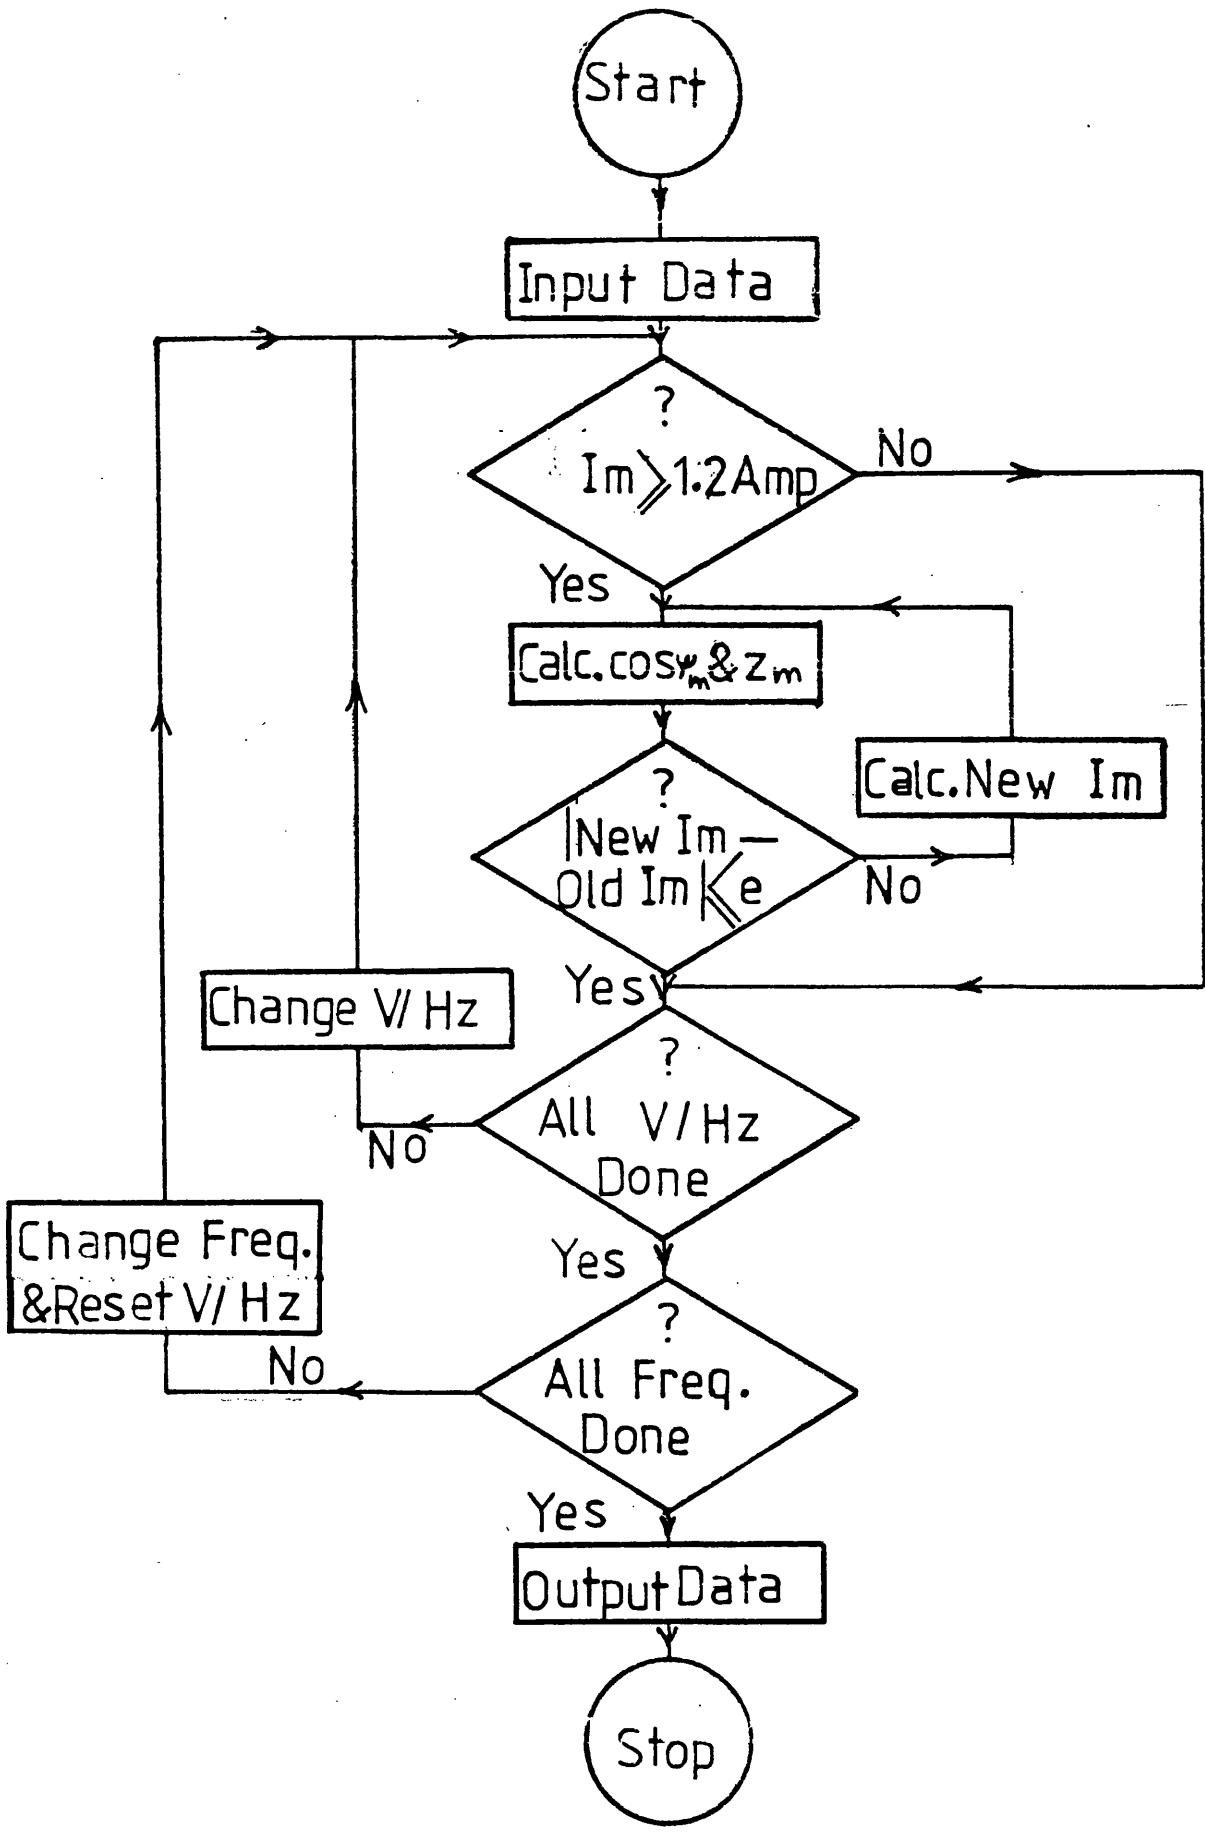 Start
Input Data
?
Im ⩾ 1.2Amp
No
Yes
Calc. cosψm & zm
?
|New Im –
Old Im| ⩽ e
No
Calc. New Im
Yes
Change V/Hz
?
All V/Hz
Done
No
Yes
Change Freq.
& Reset V/Hz
?
All Freq.
Done
No
Yes
Output Data
Stop